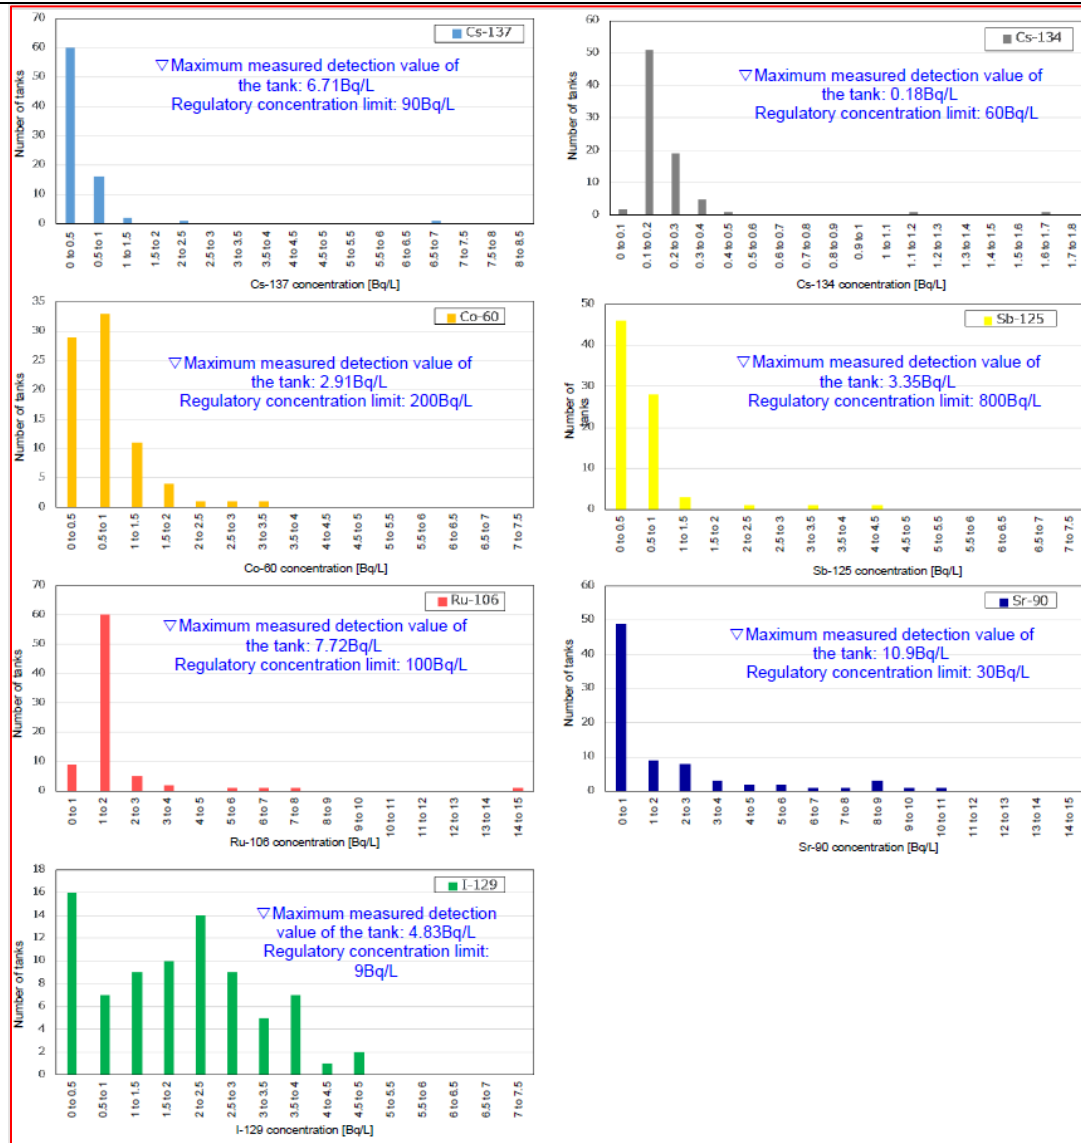 Cs-137
▽Maximum measured detection value of
the tank: 6.71Bq/L
Regulatory concentration limit: 90Bq/L
Number of tanks
70
60
50
40
30
20
10
0
0 to 0.5
0.5 to 1
1 to 1.5
1.5 to 2
2 to 2.5
2.5 to 3
3 to 3.5
3.5 to 4
4 to 4.5
4.5 to 5
5 to 5.5
5.5 to 6
6 to 6.5
6.5 to 7
7 to 7.5
7.5 to 8
8 to 8.5
Cs-137 concentration [Bq/L]
Cs-134
▽Maximum measured detection value of
the tank: 0.18Bq/L
Regulatory concentration limit: 60Bq/L
Number of tanks
60
50
40
30
20
10
0
0 to 0.1
0.1 to 0.2
0.2 to 0.3
0.3 to 0.4
0.4 to 0.5
0.5 to 0.6
0.6 to 0.7
0.7 to 0.8
0.8 to 0.9
0.9 to 1
1 to 1.1
1.1 to 1.2
1.2 to 1.3
1.3 to 1.4
1.4 to 1.5
1.5 to 1.6
1.6 to 1.7
1.7 to 1.8
Cs-134 concentration [Bq/L]
Co-60
▽Maximum measured detection value of
the tank: 2.91Bq/L
Regulatory concentration limit: 200Bq/L
Number of tanks
35
30
25
20
15
10
5
0
0 to 0.5
0.5 to 1
1 to 1.5
1.5 to 2
2 to 2.5
2.5 to 3
3 to 3.5
3.5 to 4
4 to 4.5
4.5 to 5
5 to 5.5
5.5 to 6
6 to 6.5
6.5 to 7
7 to 7.5
Co-60 concentration [Bq/L]
Sb-125
▽Maximum measured detection value of
the tank: 3.35Bq/L
Regulatory concentration limit: 800Bq/L
Number of
tanks
50
40
30
20
10
0
0 to 0.5
0.5 to 1
1 to 1.5
1.5 to 2
2 to 2.5
2.5 to 3
3 to 3.5
3.5 to 4
4 to 4.5
4.5 to 5
5 to 5.5
5.5 to 6
6 to 6.5
6.5 to 7
7 to 7.5
Sb-125 concentration [Bq/L]
Ru-106
▽Maximum measured detection value of
the tank: 7.72Bq/L
Regulatory concentration limit: 100Bq/L
Number of tanks
70
60
50
40
30
20
10
0
0 to 1
1 to 2
2 to 3
3 to 4
4 to 5
5 to 6
6 to 7
7 to 8
8 to 9
9 to 10
10 to 11
11 to 12
12 to 13
13 to 14
14 to 15
Ru-106 concentration [Bq/L]
Sr-90
▽Maximum measured detection value of
the tank: 10.9Bq/L
Regulatory concentration limit: 30Bq/L
Number of tanks
60
50
40
30
20
10
0
0 to 1
1 to 2
2 to 3
3 to 4
4 to 5
5 to 6
6 to 7
7 to 8
8 to 9
9 to 10
10 to 11
11 to 12
12 to 13
13 to 14
14 to 15
Sr-90 concentration [Bq/L]
I-129
▽Maximum measured detection
value of the tank: 4.83Bq/L
Regulatory concentration limit:
9Bq/L
Number of tanks
18
16
14
12
10
8
6
4
2
0
0 to 0.5
0.5 to 1
1 to 1.5
1.5 to 2
2 to 2.5
2.5 to 3
3 to 3.5
3.5 to 4
4 to 4.5
4.5 to 5
5 to 5.5
5.5 to 6
6 to 6.5
6.5 to 7
7 to 7.5
I-129 concentration [Bq/L]